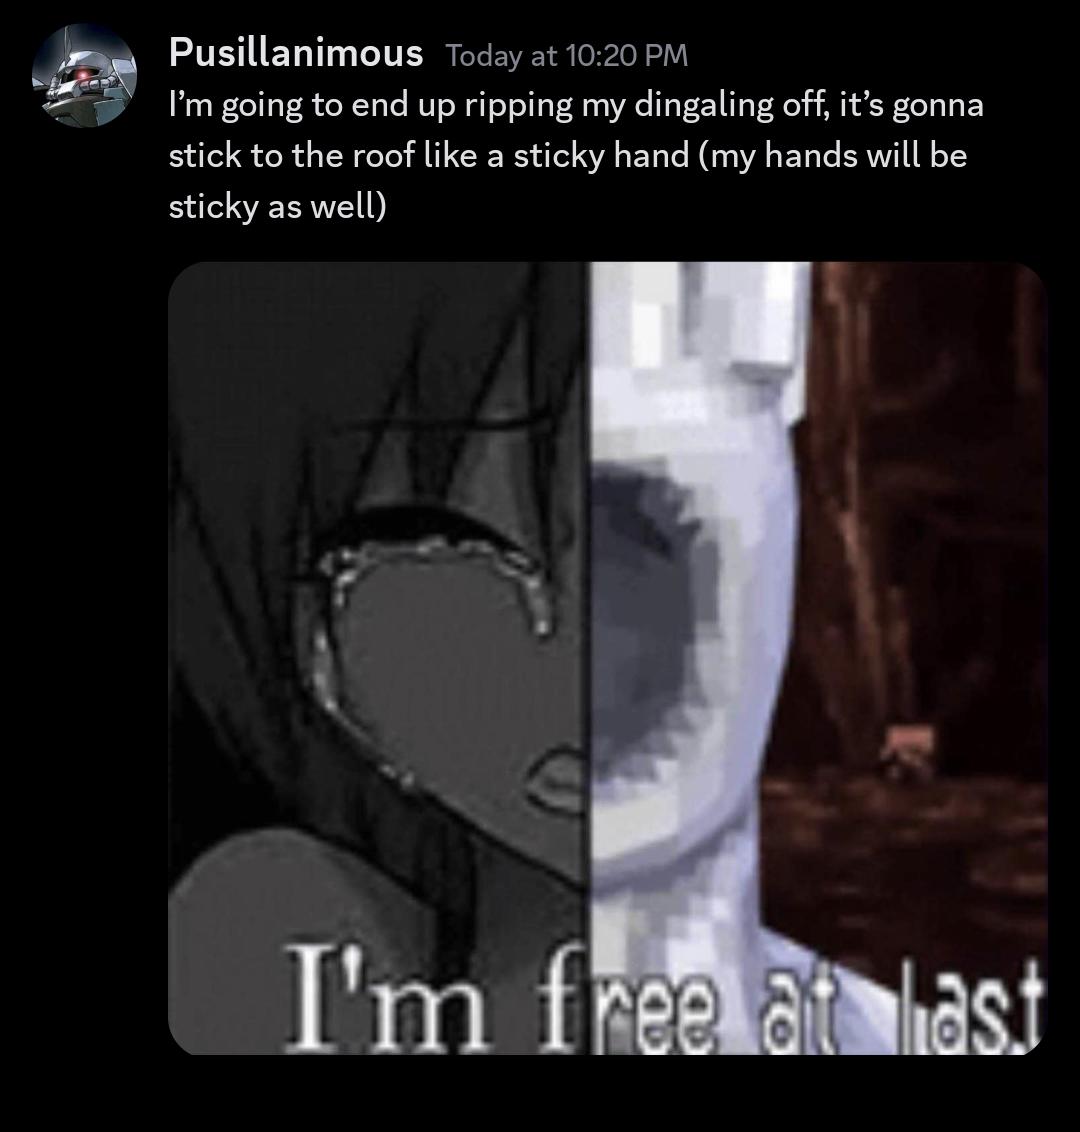 Pusillanimous Today at 10:20 PM
I’m going to end up ripping my dingaling off, it’s gonna
stick to the roof like a sticky hand (my hands will be
sticky as well)
I'm free at last